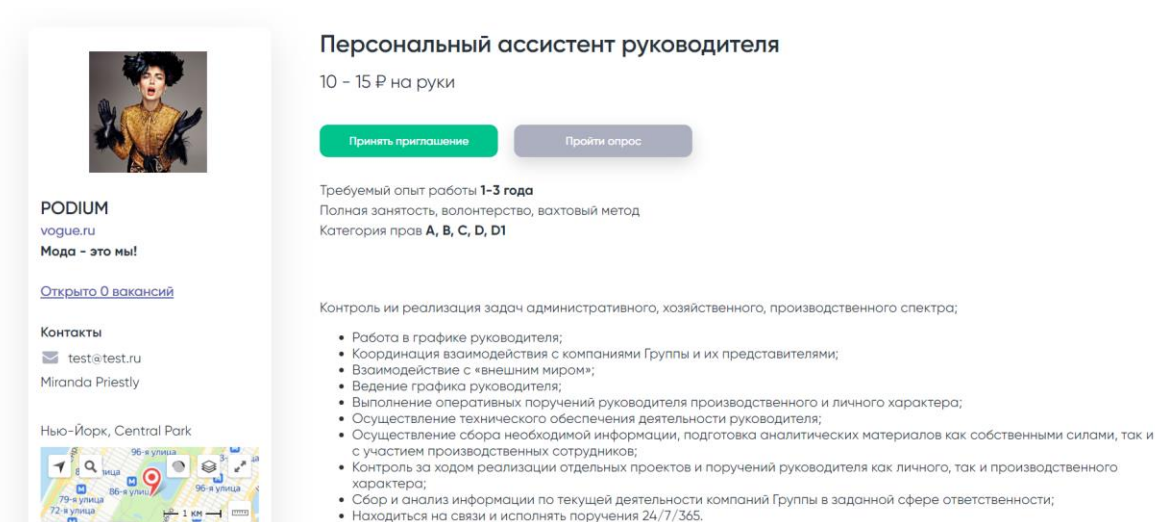 Персональный ассистент руководителя
10 - 15 ₽ на руки
Принять приглашение
Пройти опрос
Требуемый опыт работы 1-3 года
Полная занятость, волонтерство, вахтовый метод
Категория прав A, B, C, D, D1
PODIUM
vogue.ru
Мода - это мы!
Открыто 0 вакансий
Контакты
test@test.ru
Miranda Priestly
Нью-Йорк, Central Park
96-я улица
86-я улица
96-я улица
79-я улица
72-я улица
1 км
Контроль ии реализация задач административного, хозяйственного, производственного спектра;
• Работа в графике руководителя;
• Координация взаимодействия с компаниями Группы и их представителями;
• Взаимодействие с «внешним миром»;
• Ведение графика руководителя;
• Выполнение оперативных поручений руководителя производственного и личного характера;
• Осуществление технического обеспечения деятельности руководителя;
• Осуществление сбора необходимой информации, подготовка аналитических материалов как собственными силами, так и
с участием производственных сотрудников;
• Контроль за ходом реализации отдельных проектов и поручений руководителя как личного, так и производственного
характера;
• Сбор и анализ информации по текущей деятельности компаний Группы в заданной сфере ответственности;
• Находиться на связи и исполнять поручения 24/7/365.